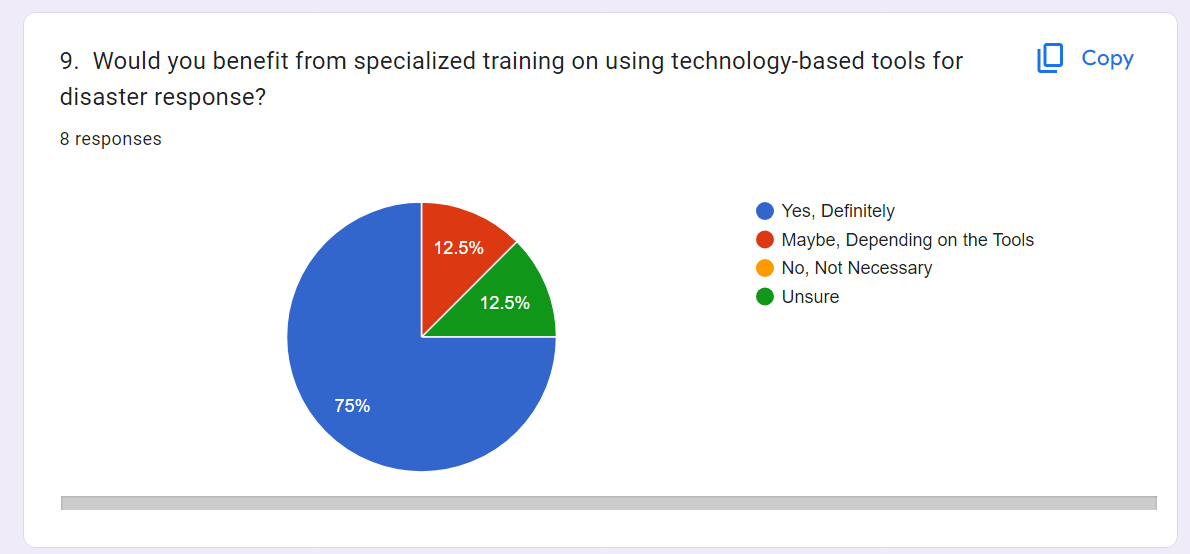 9. Would you benefit from specialized training on using technology-based tools for
disaster response?
Copy
8 responses
12.5%
12.5%
75%
Yes, Definitely
Maybe, Depending on the Tools
No, Not Necessary
Unsure